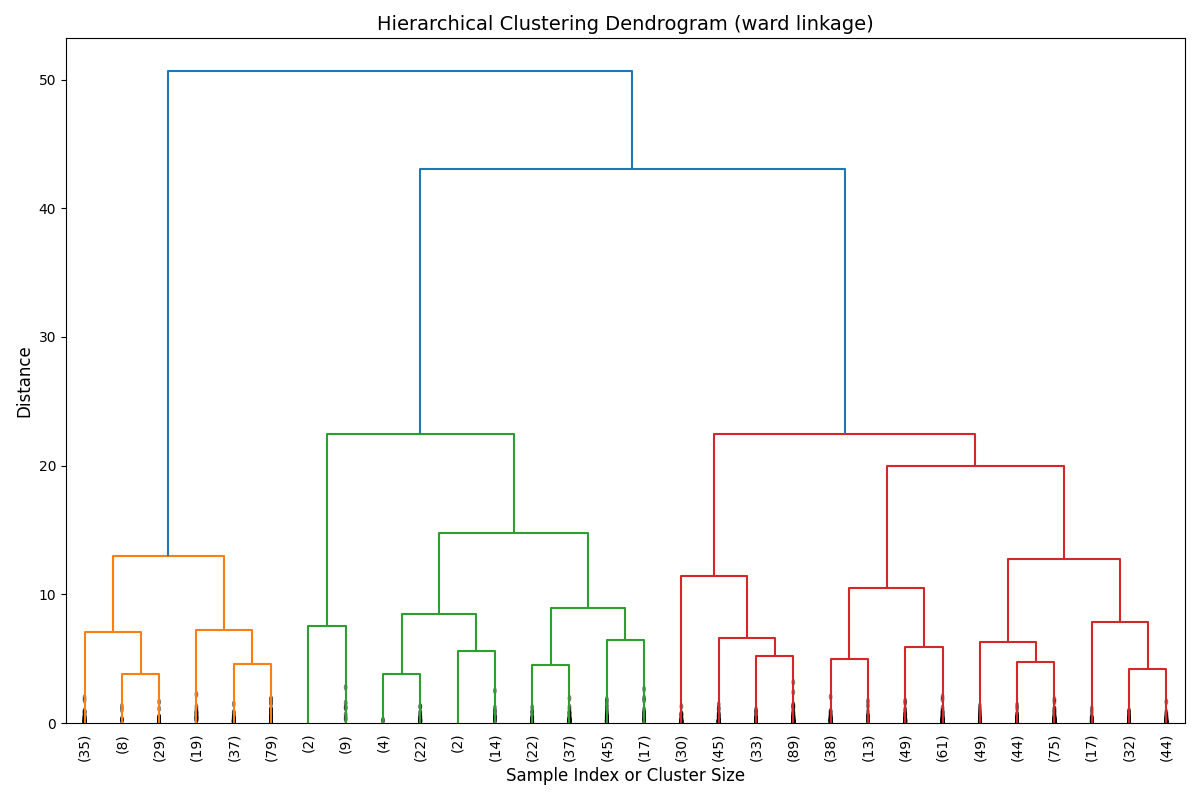 Hierarchical Clustering Dendrogram (ward linkage)
50
40
30
20
10
0
Distance
(35) (8) (29) (19) (37) (79) (2) (9) (4) (22) (2) (14) (22) (37) (45) (17) (30) (45) (33) (89) (38) (13) (49) (61) (49) (44) (75) (17) (32) (44)
Sample Index or Cluster Size